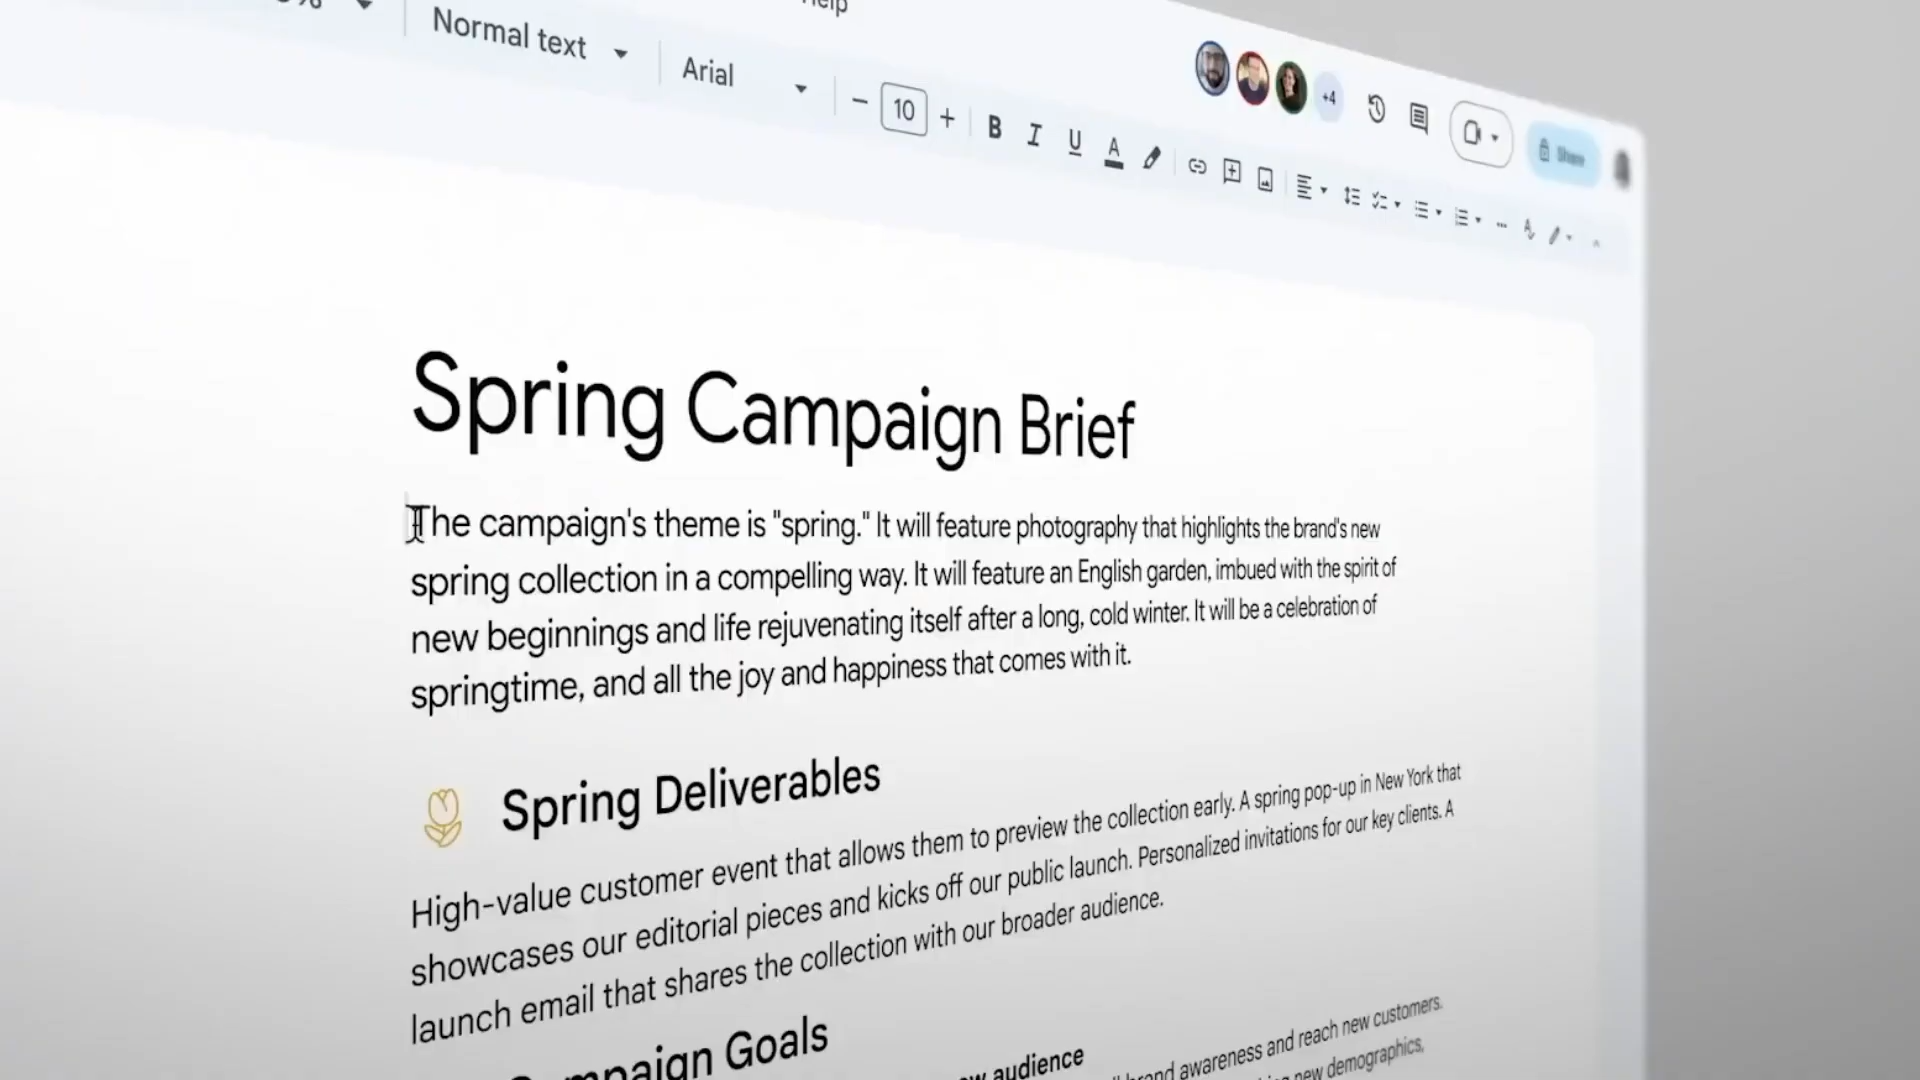 Normal text
Arial
10
B I U A
+4
Share
Spring Campaign Brief
The campaign's theme is "spring." It will feature photography that highlights the brand's new
spring collection in a compelling way. It will feature an English garden, imbued with the spirit of
new beginnings and life rejuvenating itself after a long, cold winter. It will be a celebration of
springtime, and all the joy and happiness that comes with it.
Spring Deliverables
High-value customer event that allows them to preview the collection early. A spring pop-up in New York that
showcases our editorial pieces and kicks off our public launch. Personalized invitations for our key clients. A
launch email that shares the collection with our broader audience.
Campaign Goals
audience
brand awareness and reach new customers.
new demographics,